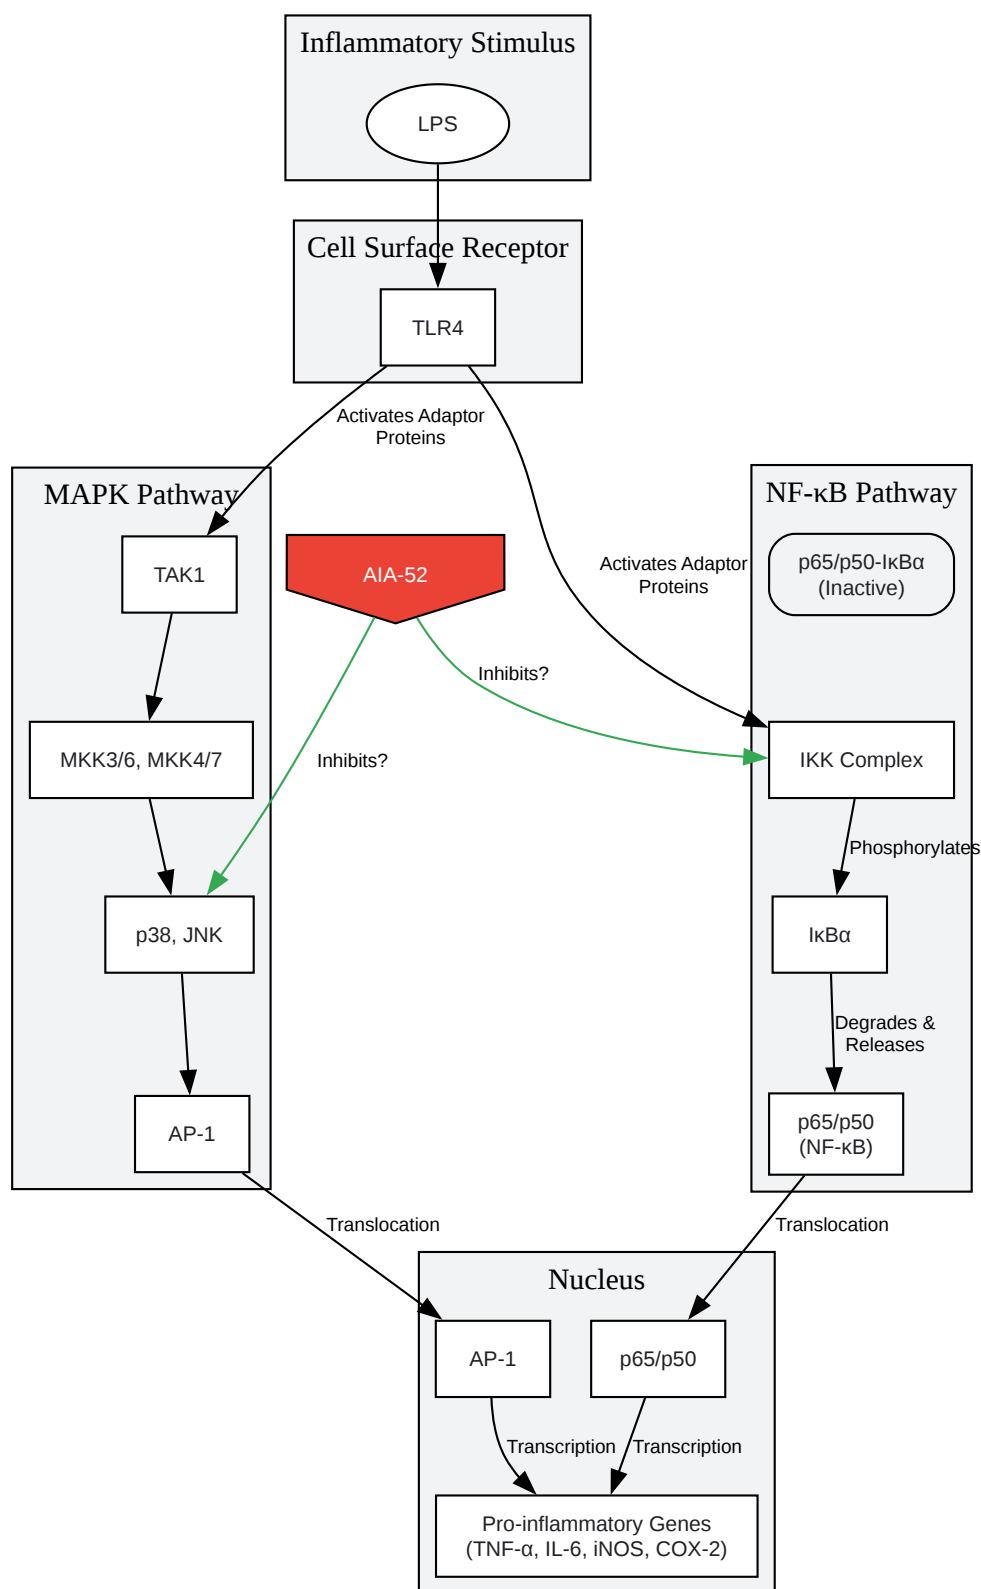 Inflammatory Stimulus
LPS
Cell Surface Receptor
TLR4
Activates Adaptor
Proteins
MAPK Pathway
NF-κB Pathway
TAK1
AIA-52
Activates Adaptor
Proteins
p65/p50-IκBα
(Inactive)
Inhibits?
MKK3/6, MKK4/7
Inhibits?
IKK Complex
Phosphorylates
p38, JNK
IκBα
Degrades &
Releases
AP-1
p65/p50
(NF-κB)
Translocation
Translocation
Nucleus
AP-1
p65/p50
Transcription
Transcription
Pro-inflammatory Genes
(TNF-α, IL-6, iNOS, COX-2)